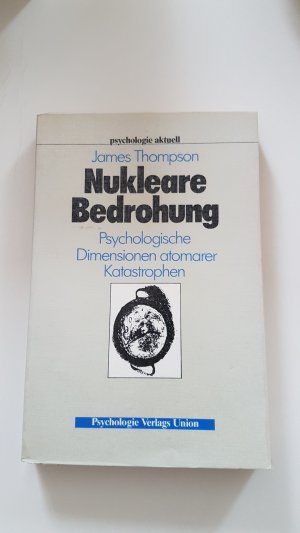 psychologie aktuell
James Thompson
Nukleare
Bedrohung
Psychologische
Dimensionen atomarer
Katastrophen
Psychologie Verlags Union